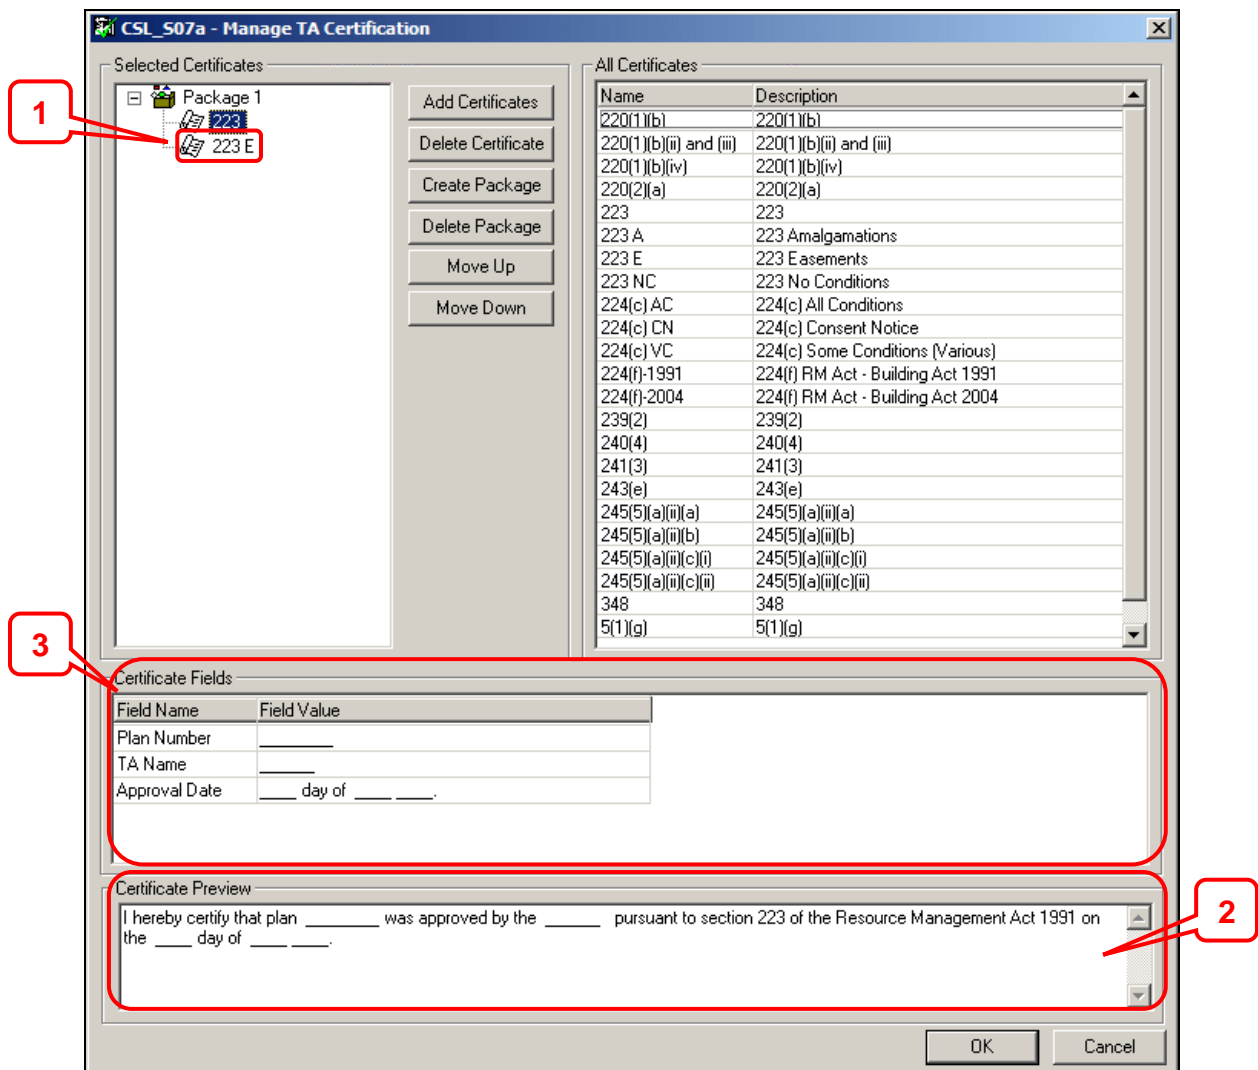 CSL_S07a - Manage TA Certification
Selected Certificates
Package 1
223
223 E
1
Add Certificates
Delete Certificate
Create Package
Delete Package
Move Up
Move Down
All Certificates
Name Description
220(1)(b) 220(1)(b)
220(1)(b)(ii) and (iii) 220(1)(b)(ii) and (iii)
220(1)(b)(iv) 220(1)(b)(iv)
220(2)(a) 220(2)(a)
223 223
223 A 223 Amalgamations
223 E 223 Easements
223 NC 223 No Conditions
224(c) AC 224(c) All Conditions
224(c) CN 224(c) Consent Notice
224(c) VC 224(c) Some Conditions (Various)
224(f)-1991 224(f) RM Act - Building Act 1991
224(f)-2004 224(f) RM Act - Building Act 2004
239(2) 239(2)
240(4) 240(4)
241(3) 241(3)
243(e) 243(e)
245(5)(a)(ii)(a) 245(5)(a)(ii)(a)
245(5)(a)(ii)(b) 245(5)(a)(ii)(b)
245(5)(a)(ii)(c)(i) 245(5)(a)(ii)(c)(i)
245(5)(a)(ii)(c)(ii) 245(5)(a)(ii)(c)(ii)
348 348
5(1)(g) 5(1)(g)
3
Certificate Fields
Field Name Field Value
Plan Number ________
TA Name ______
Approval Date ____ day of ____ ____.
Certificate Preview
I hereby certify that plan ________ was approved by the ______ pursuant to section 223 of the Resource Management Act 1991 on
the ____ day of ____ ____.
2
OK
Cancel